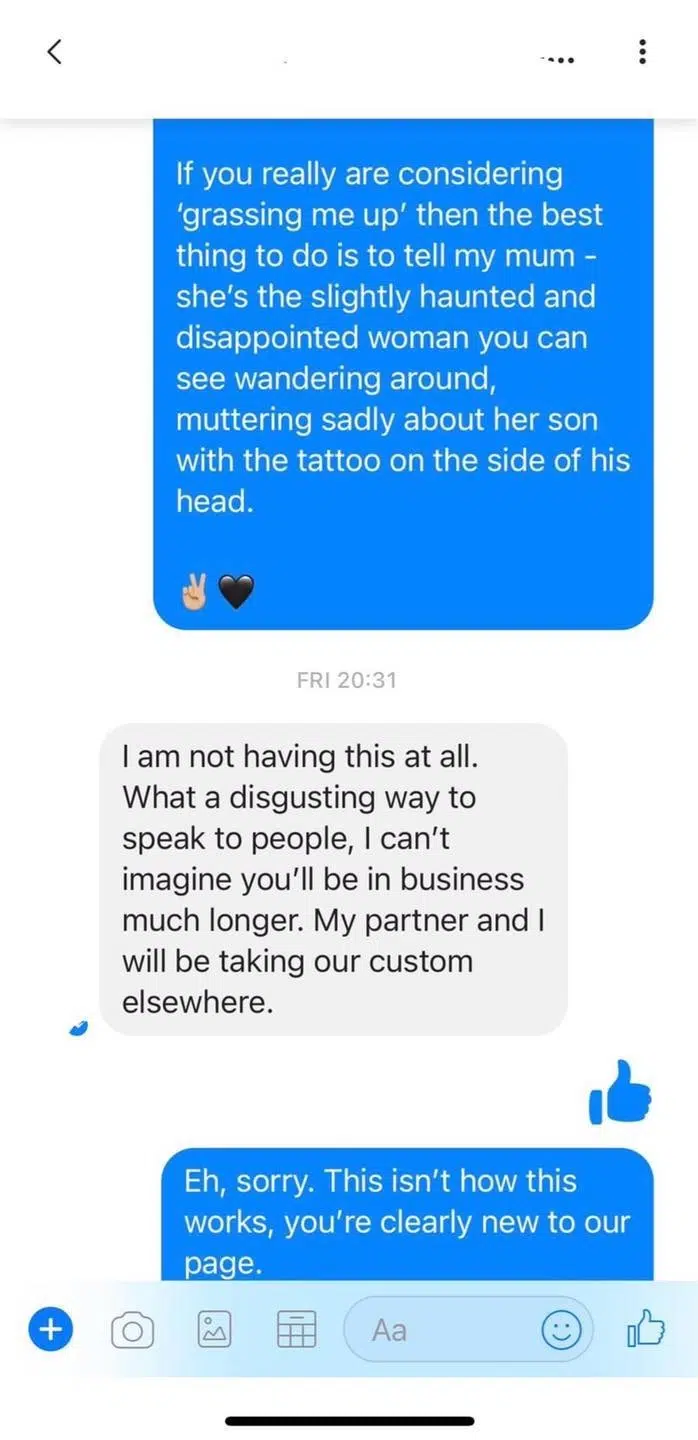 If you really are considering
‘grassing me up’ then the best
thing to do is to tell my mum -
she’s the slightly haunted and
disappointed woman you can
see wandering around,
muttering sadly about her son
with the tattoo on the side of his
head.
✌🏼🖤
FRI 20:31
I am not having this at all.
What a disgusting way to
speak to people, I can’t
imagine you’ll be in business
much longer. My partner and I
will be taking our custom
elsewhere.
Eh, sorry. This isn’t how this
works, you’re clearly new to our
page.
Aa